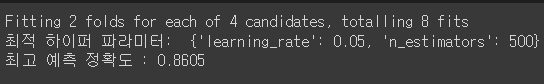 Fitting 2 folds for each of 4 candidates, totalling 8 fits
최적 하이퍼 파라미터:  {'learning_rate': 0.05, 'n_estimators': 500}
최고 예측 정확도 : 0.8605